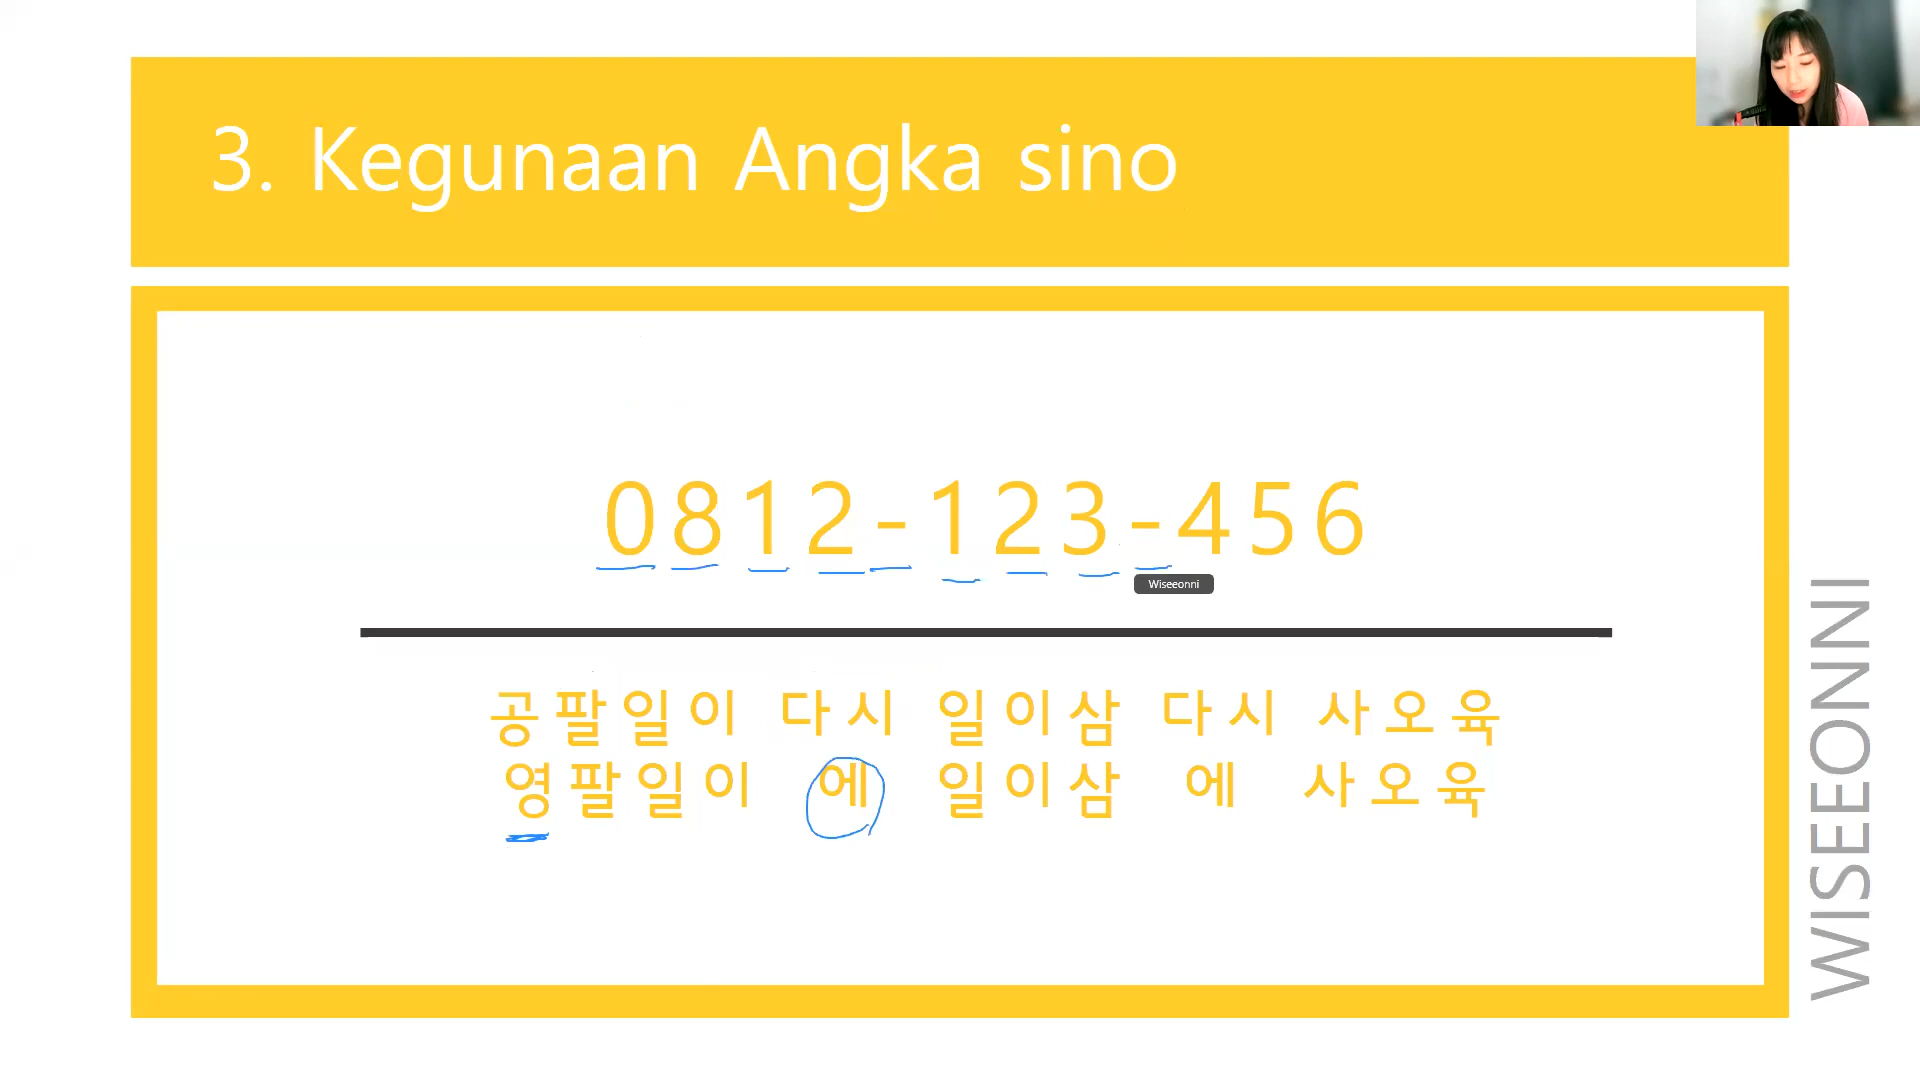 3. Kegunaan Angka sino
0812-123-456
Wiseeonni
공팔일이 다시 일이삼 다시 사오육
영팔일이 에 일이삼 에 사오육
WISEEONNI